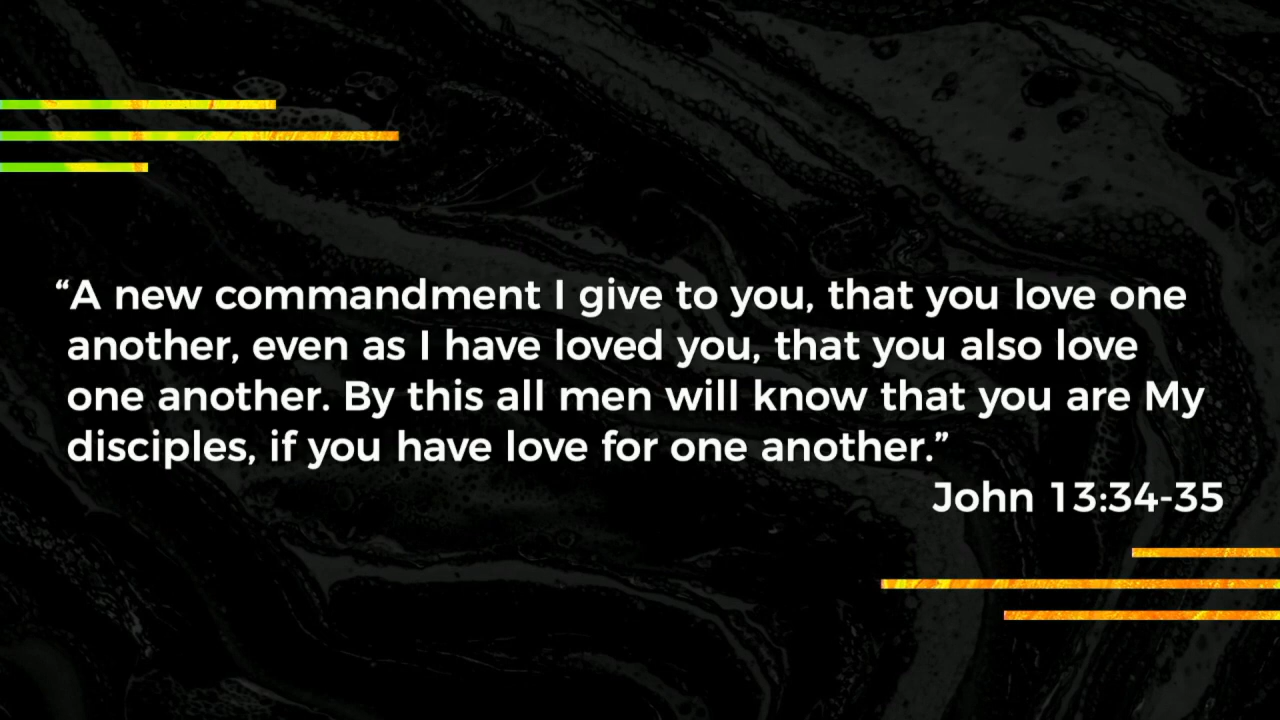 “A new commandment I give to you, that you love one
another, even as I have loved you, that you also love
one another. By this all men will know that you are My
disciples, if you have love for one another.”
John 13:34-35